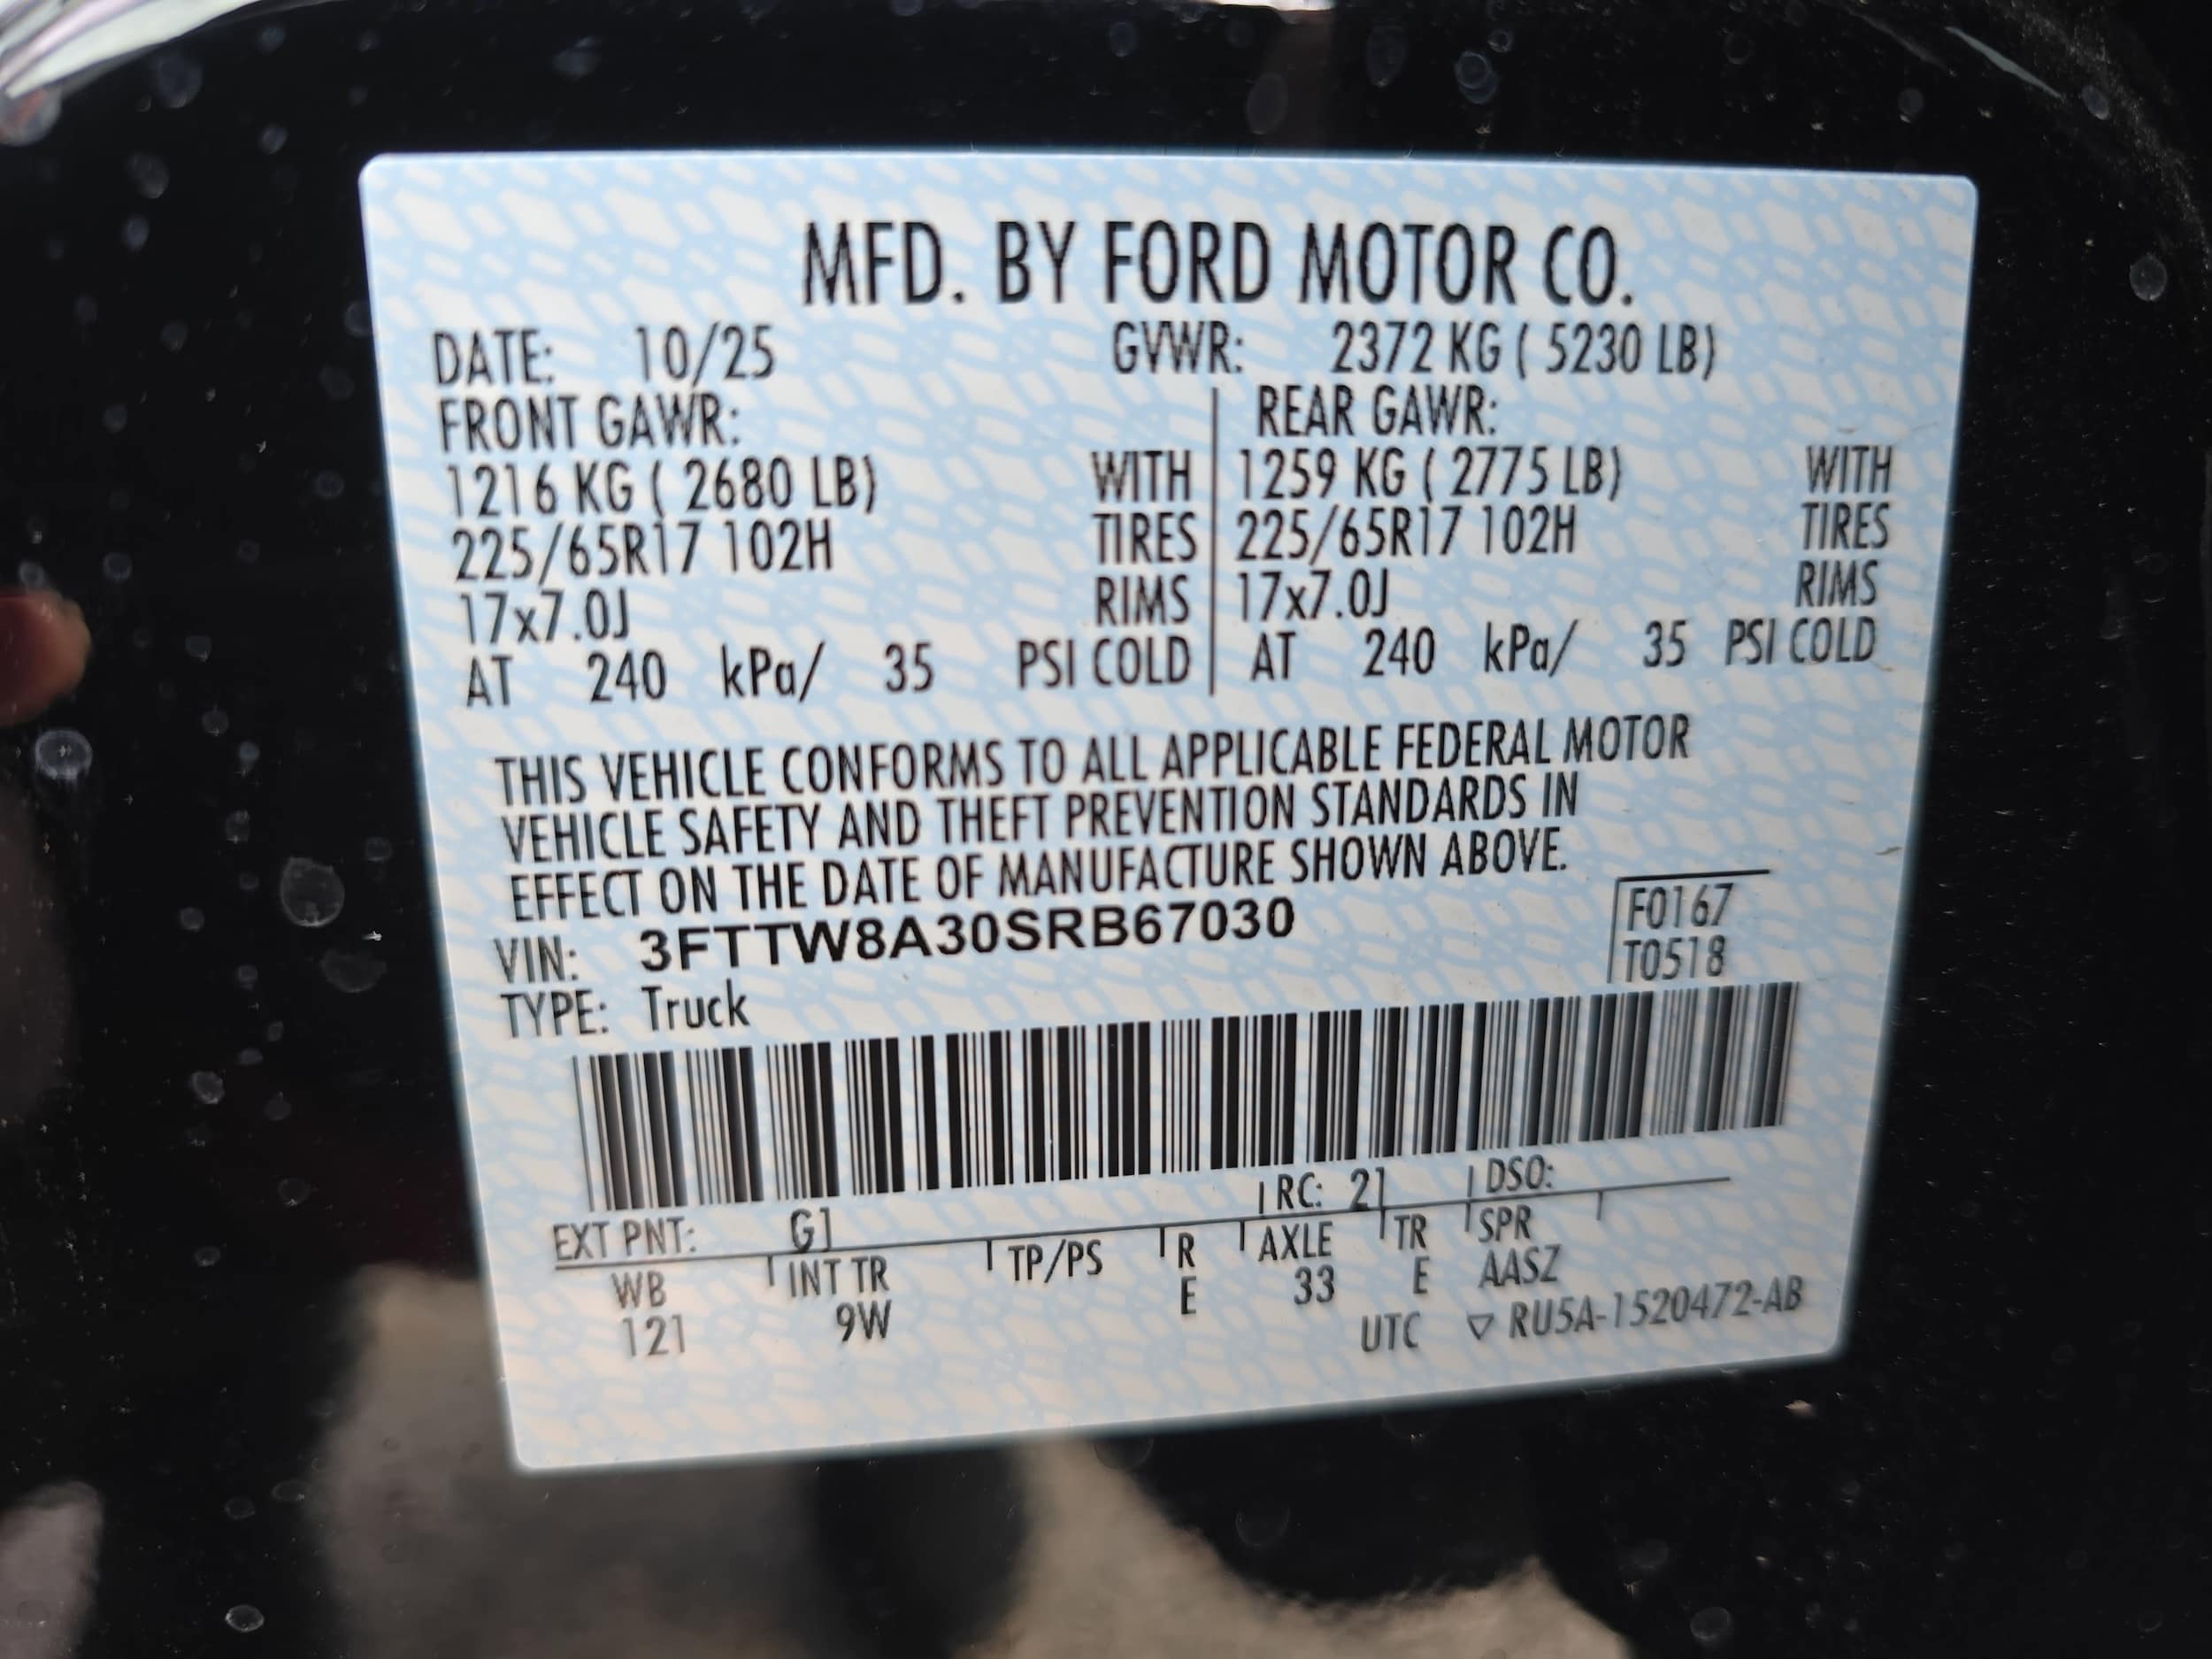 MFD. BY FORD MOTOR CO.
DATE: 10/25 GVWR: 2372 KG ( 5230 LB)
FRONT GAWR: REAR GAWR:
1216 KG ( 2680 LB) WITH 1259 KG ( 2775 LB) WITH
225/65R17 102H TIRES 225/65R17 102H TIRES
17x7.0J RIMS 17x7.0J RIMS
AT 240 kPa/ 35 PSI COLD AT 240 kPa/ 35 PSI COLD
THIS VEHICLE CONFORMS TO ALL APPLICABLE FEDERAL MOTOR
VEHICLE SAFETY AND THEFT PREVENTION STANDARDS IN
EFFECT ON THE DATE OF MANUFACTURE SHOWN ABOVE.
VIN: 3FTTW8A30SRB67030 F0167
TYPE: Truck T0518
EXT PNT: G1 RC: 21 DSO:
WB INT TR TP/PS R AXLE TR SPR
121 9W E 33 E AASZ
UTC ▽ RU5A-1520472-AB